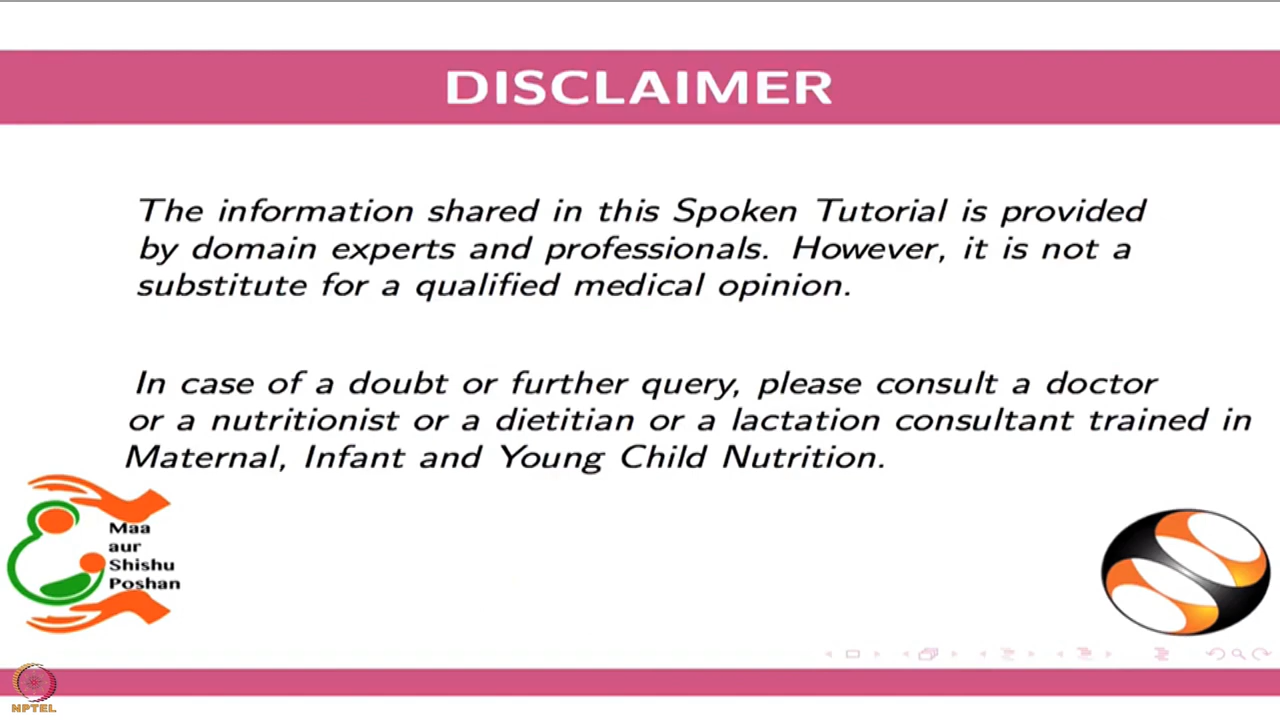 DISCLAIMER
The information shared in this Spoken Tutorial is provided
by domain experts and professionals. However, it is not a
substitute for a qualified medical opinion.
In case of a doubt or further query, please consult a doctor
or a nutritionist or a dietitian or a lactation consultant trained in
Maternal, Infant and Young Child Nutrition.
Maa
aur
Shishu
Poshan
NPTEL